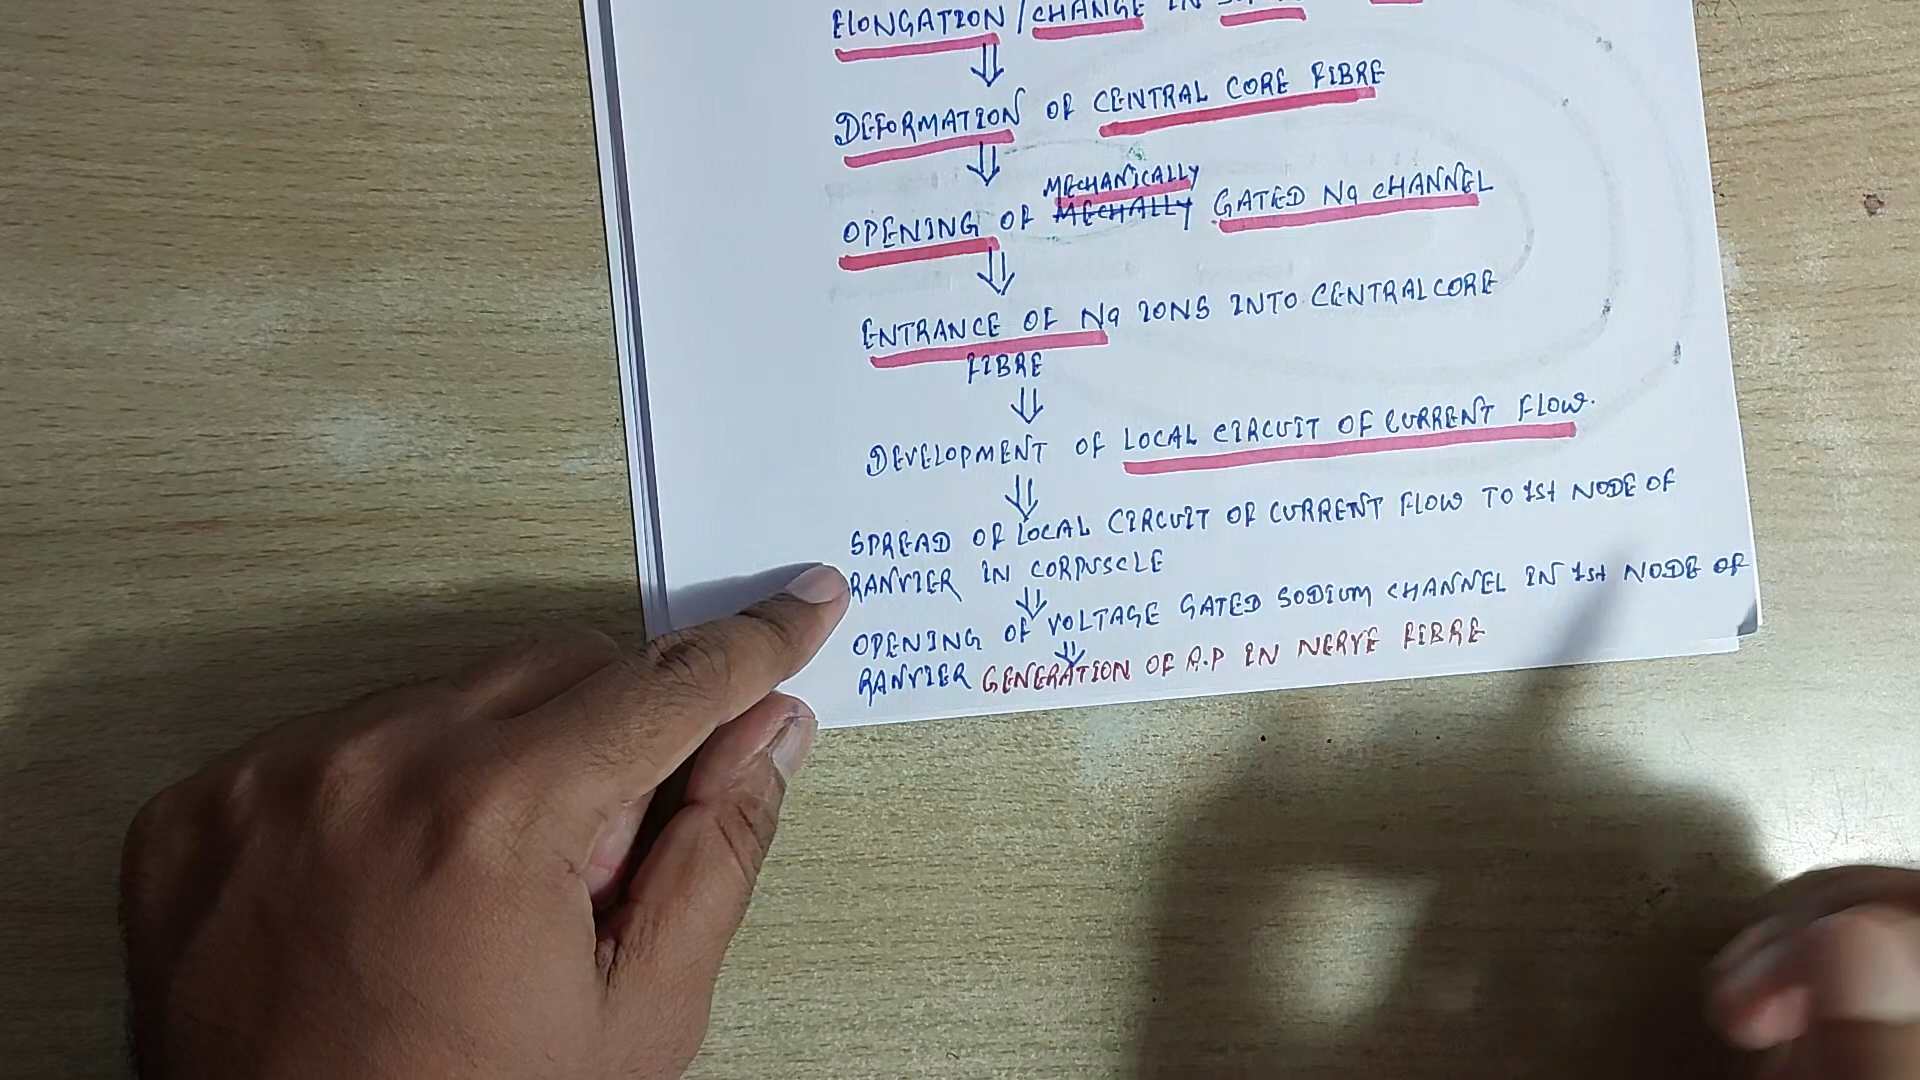 ELONGATION / CHANGE IN
DEFORMATION OF CENTRAL CORE FIBRE
MECHANICALLY
OPENING OF MECHALLY GATED Na CHANNEL
ENTRANCE OF Na IONS INTO CENTRAL CORE
FIBRE
DEVELOPMENT OF LOCAL CIRCUIT OF CURRENT FLOW.
SPREAD OF LOCAL CIRCUIT OF CURRENT FLOW TO 1st NODE OF
RANVIER IN CORPUSCLE
OPENING OF VOLTAGE GATED SODIUM CHANNEL IN 1st NODE OF
RANVIER GENERATION OF A.P IN NERVE FIBRE